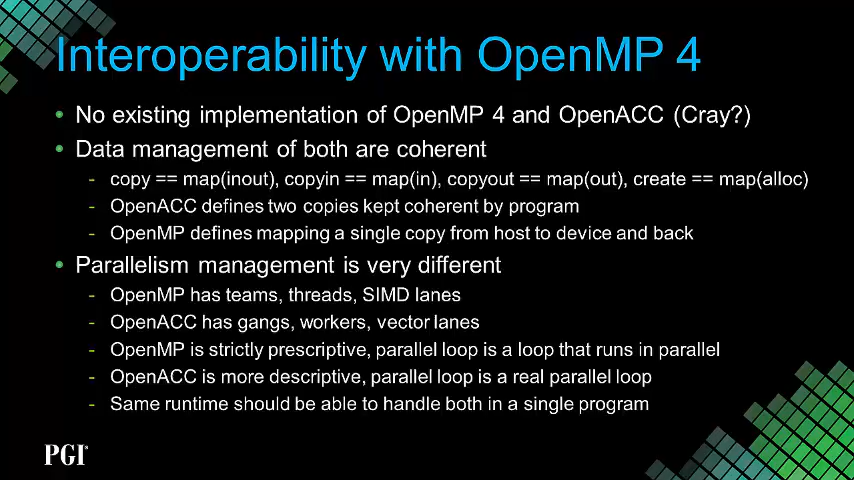 Interoperability with OpenMP 4
• No existing implementation of OpenMP 4 and OpenACC (Cray?)
• Data management of both are coherent
- copy == map(inout), copyin == map(in), copyout == map(out), create == map(alloc)
- OpenACC defines two copies kept coherent by program
- OpenMP defines mapping a single copy from host to device and back
• Parallelism management is very different
- OpenMP has teams, threads, SIMD lanes
- OpenACC has gangs, workers, vector lanes
- OpenMP is strictly prescriptive, parallel loop is a loop that runs in parallel
- OpenACC is more descriptive, parallel loop is a real parallel loop
- Same runtime should be able to handle both in a single program
PGI®